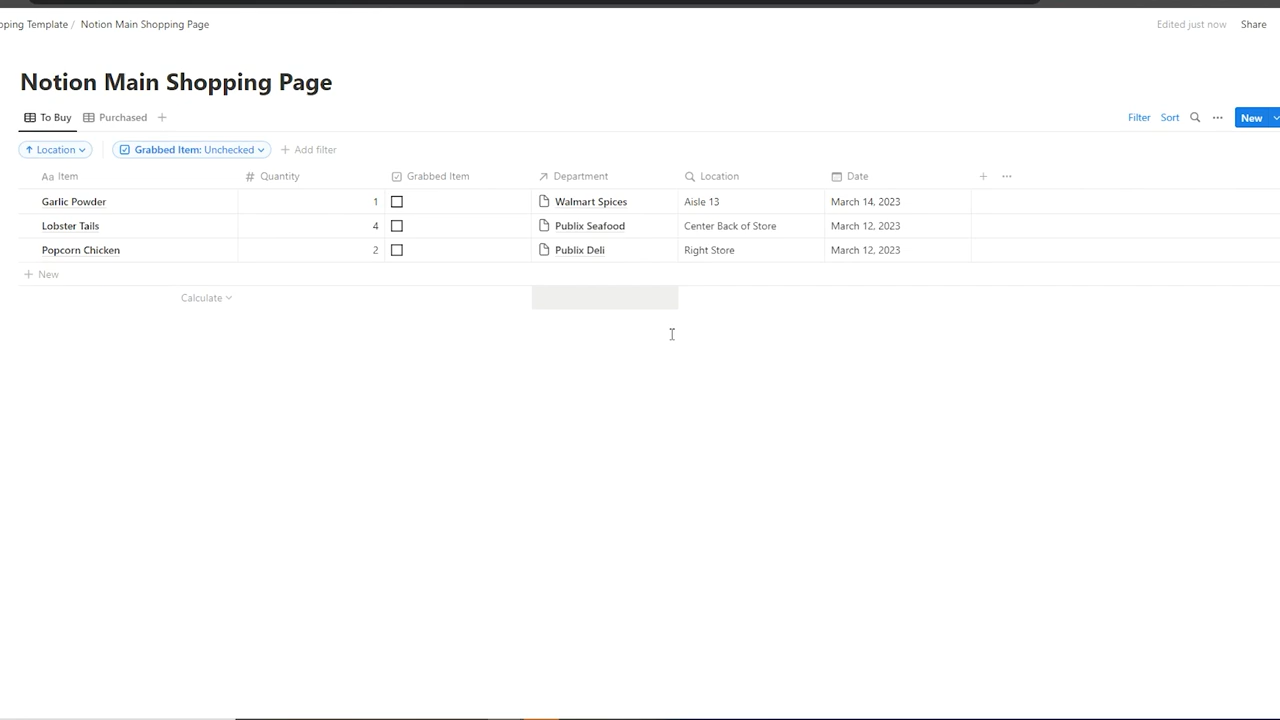 pping Template / Notion Main Shopping Page
Edited just now Share
Notion Main Shopping Page
To Buy Purchased
Filter Sort ... New
Location Grabbed Item: Unchecked + Add filter
Aa Item # Quantity Grabbed Item Department Location Date + ...
Garlic Powder 1 Walmart Spices Aisle 13 March 14, 2023
Lobster Tails 4 Publix Seafood Center Back of Store March 12, 2023
Popcorn Chicken 2 Publix Deli Right Store March 12, 2023
+ New
Calculate